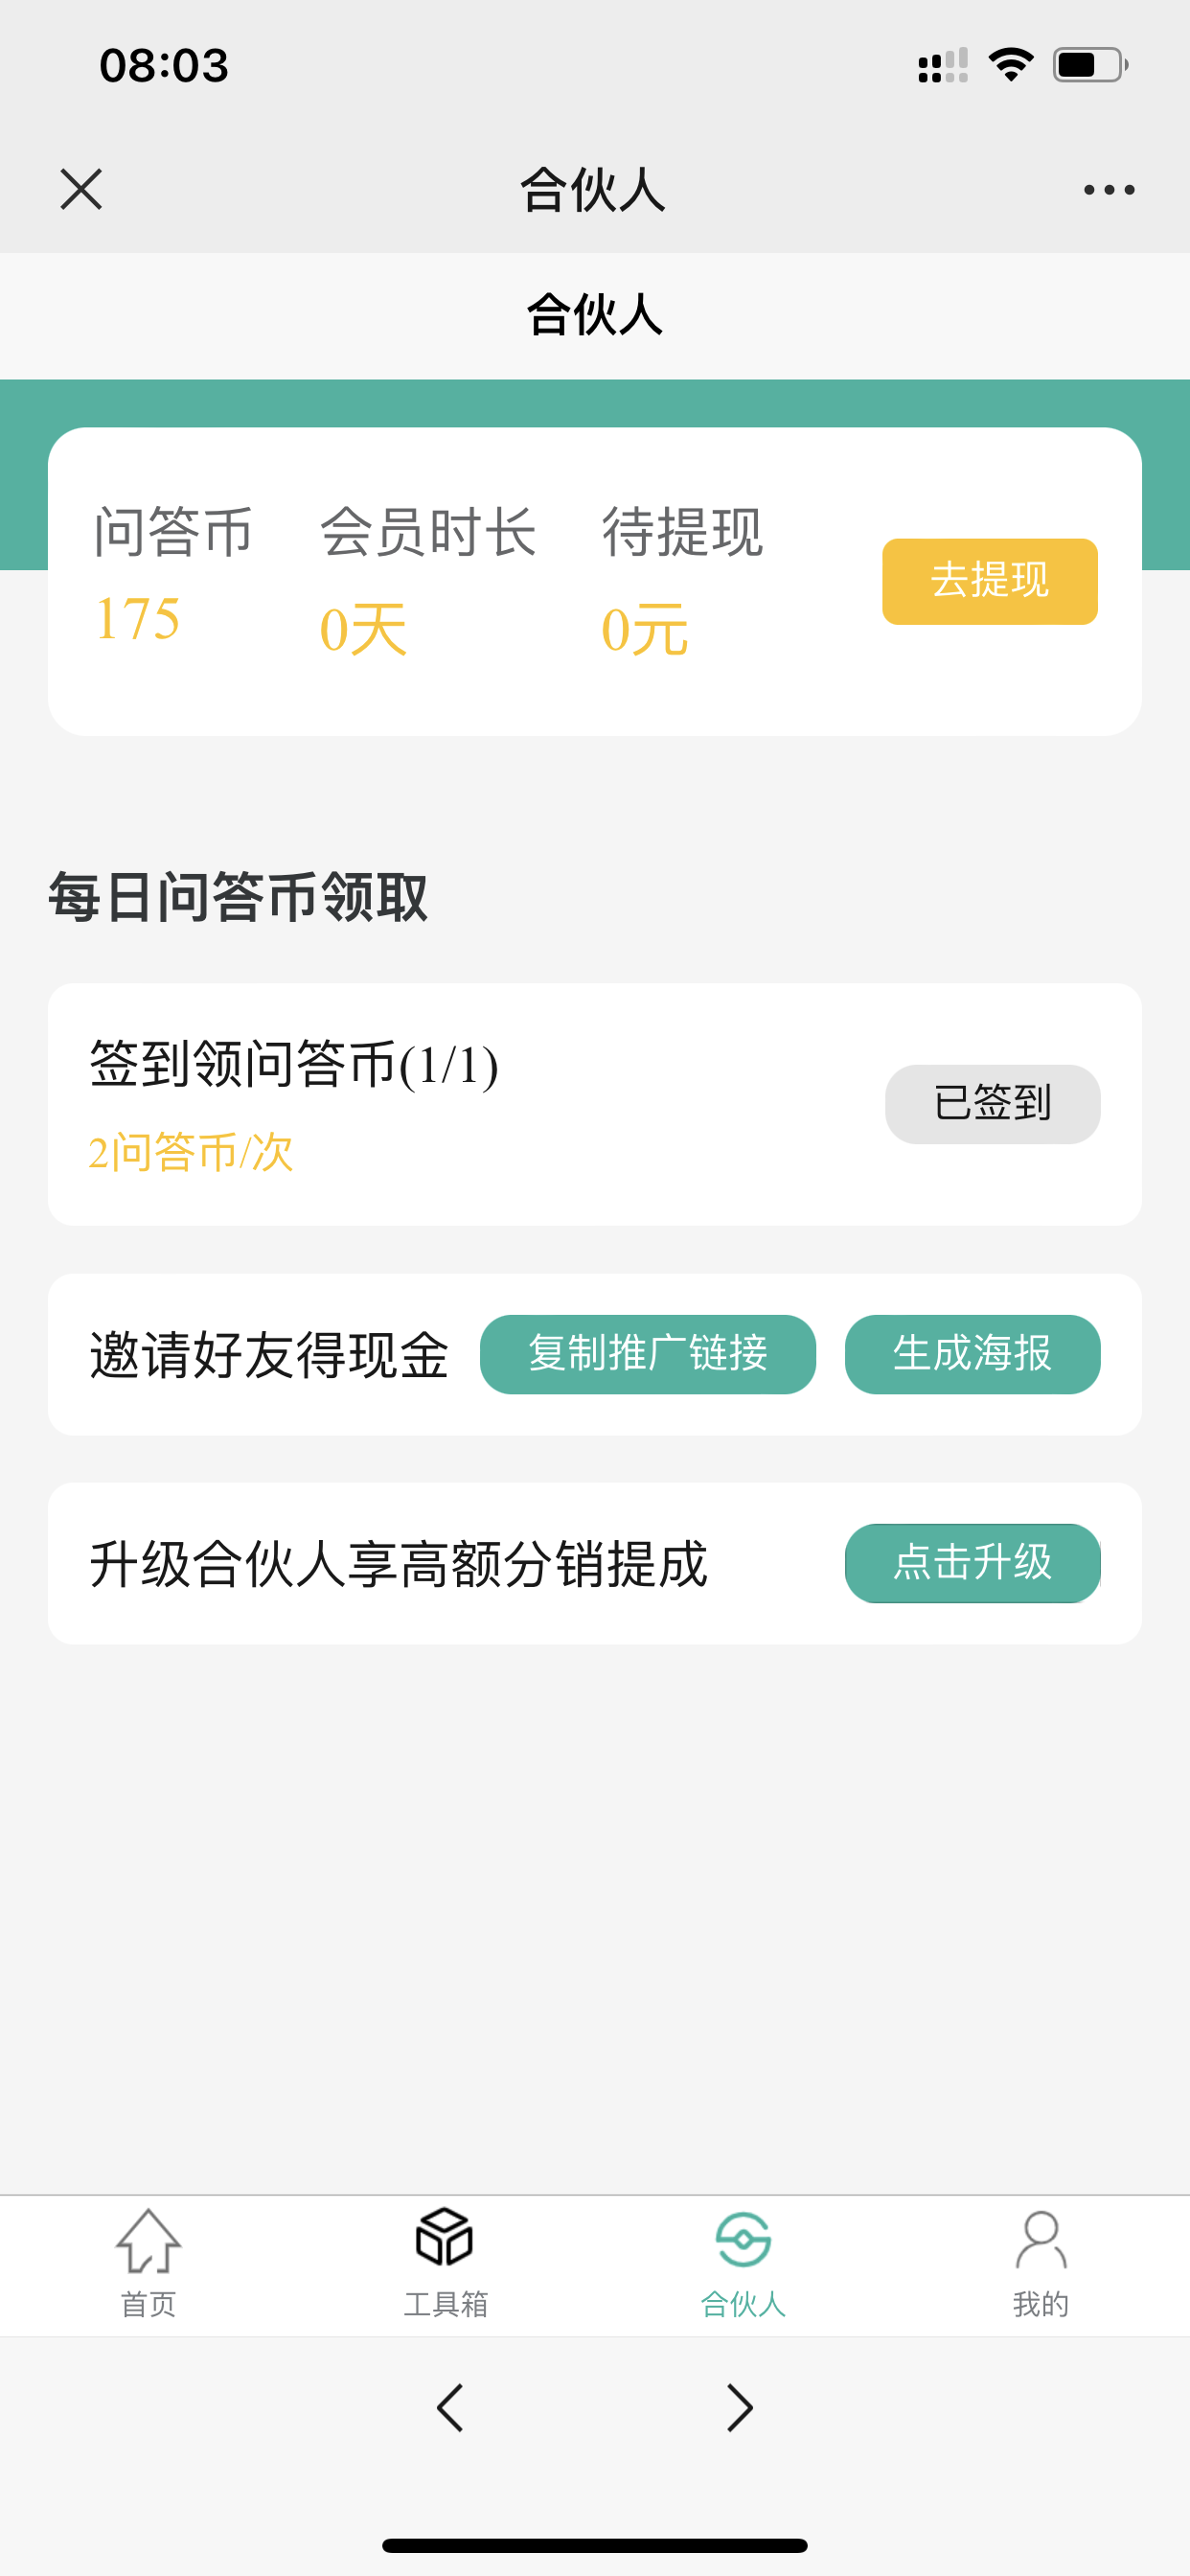 08:03
合伙人
合伙人
问答币 会员时长 待提现
175 0天 0元
去提现
每日问答币领取
签到领问答币(1/1)
2问答币/次
已签到
邀请好友得现金 复制推广链接 生成海报
升级合伙人享高额分销提成 点击升级
首页 工具箱 合伙人 我的